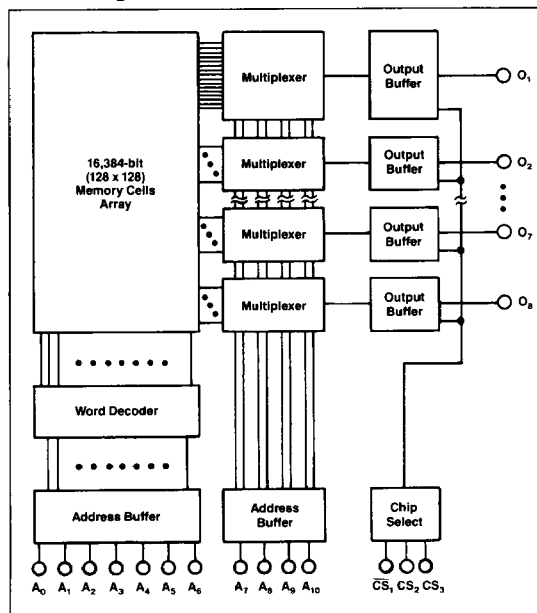 16,384-bit
(128 x 128)
Memory Cells
Array
Multiplexer
Output
Buffer
O1
Multiplexer
Output
Buffer
O2
Multiplexer
Output
Buffer
O7
Multiplexer
Output
Buffer
O8
Word Decoder
Address Buffer
Address
Buffer
Chip
Select
A0 A1 A2 A3 A4 A5 A6 A7 A8 A9 A10 C̅S̅1 CS2 CS3